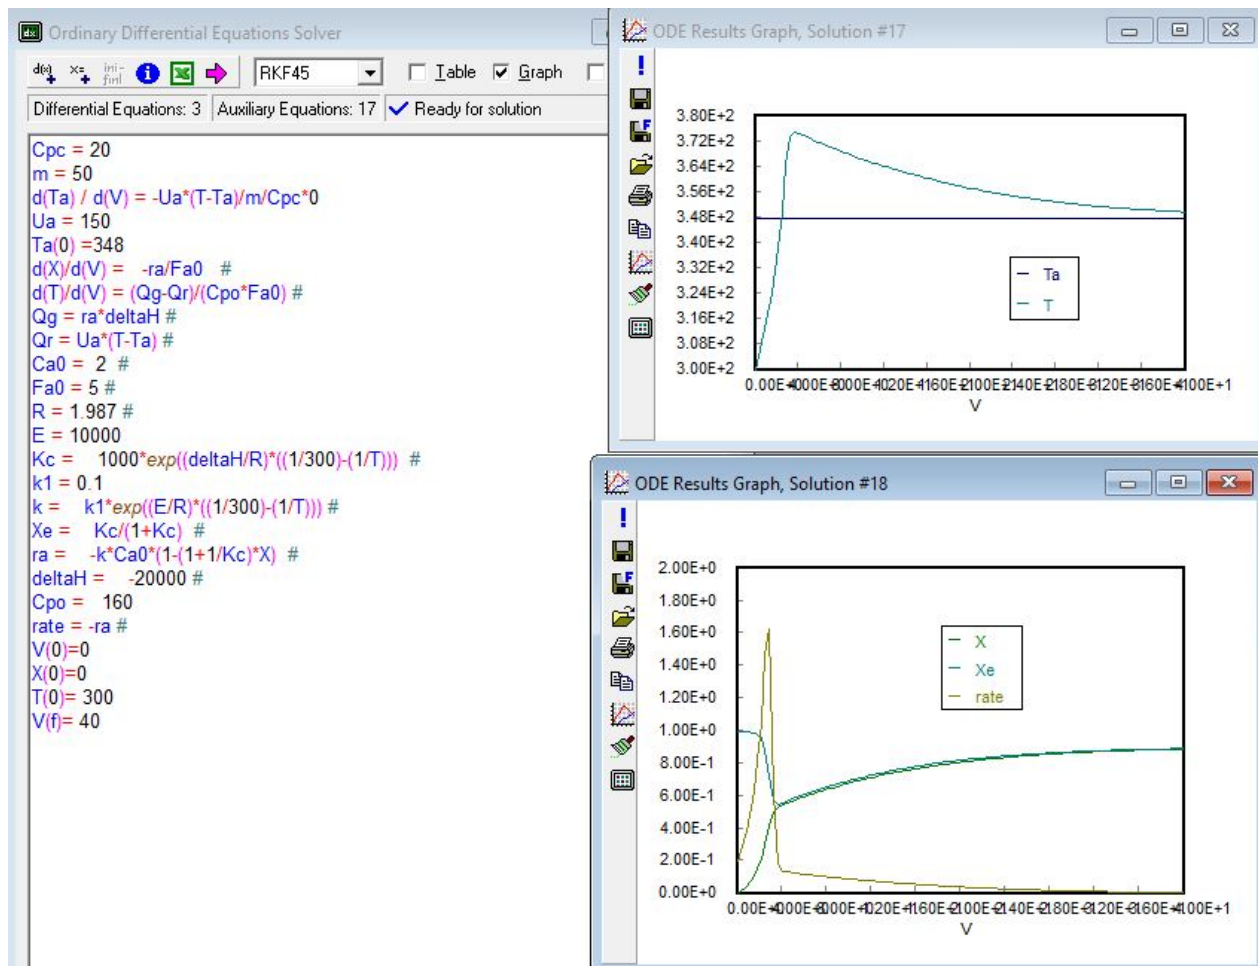 Ordinary Differential Equations Solver
d(x) x= ini- finl RKF45 Table Graph
Differential Equations: 3 Auxiliary Equations: 17 Ready for solution
Cpc = 20
m = 50
d(Ta) / d(V) = -Ua*(T-Ta)/m/Cpc*0
Ua = 150
Ta(0) =348
d(X)/d(V) = -ra/Fa0 #
d(T)/d(V) = (Qg-Qr)/(Cpo*Fa0) #
Qg = ra*deltaH #
Qr = Ua*(T-Ta) #
Ca0 = 2 #
Fa0 = 5 #
R = 1.987 #
E = 10000
Kc = 1000*exp((deltaH/R)*((1/300)-(1/T))) #
k1 = 0.1
k = k1*exp((E/R)*((1/300)-(1/T))) #
Xe = Kc/(1+Kc) #
ra = -k*Ca0*(1-(1+1/Kc)*X) #
deltaH = -20000 #
Cpo = 160
rate = -ra #
V(0)=0
X(0)=0
T(0)= 300
V(f)= 40
ODE Results Graph, Solution #17
3.80E+2
3.72E+2
3.64E+2
3.56E+2
3.48E+2
3.40E+2
3.32E+2
3.24E+2
3.16E+2
3.08E+2
3.00E+2
Ta
T
V
ODE Results Graph, Solution #18
2.00E+0
1.80E+0
1.60E+0
1.40E+0
1.20E+0
1.00E+0
8.00E-1
6.00E-1
4.00E-1
2.00E-1
0.00E+0
X
Xe
rate
V